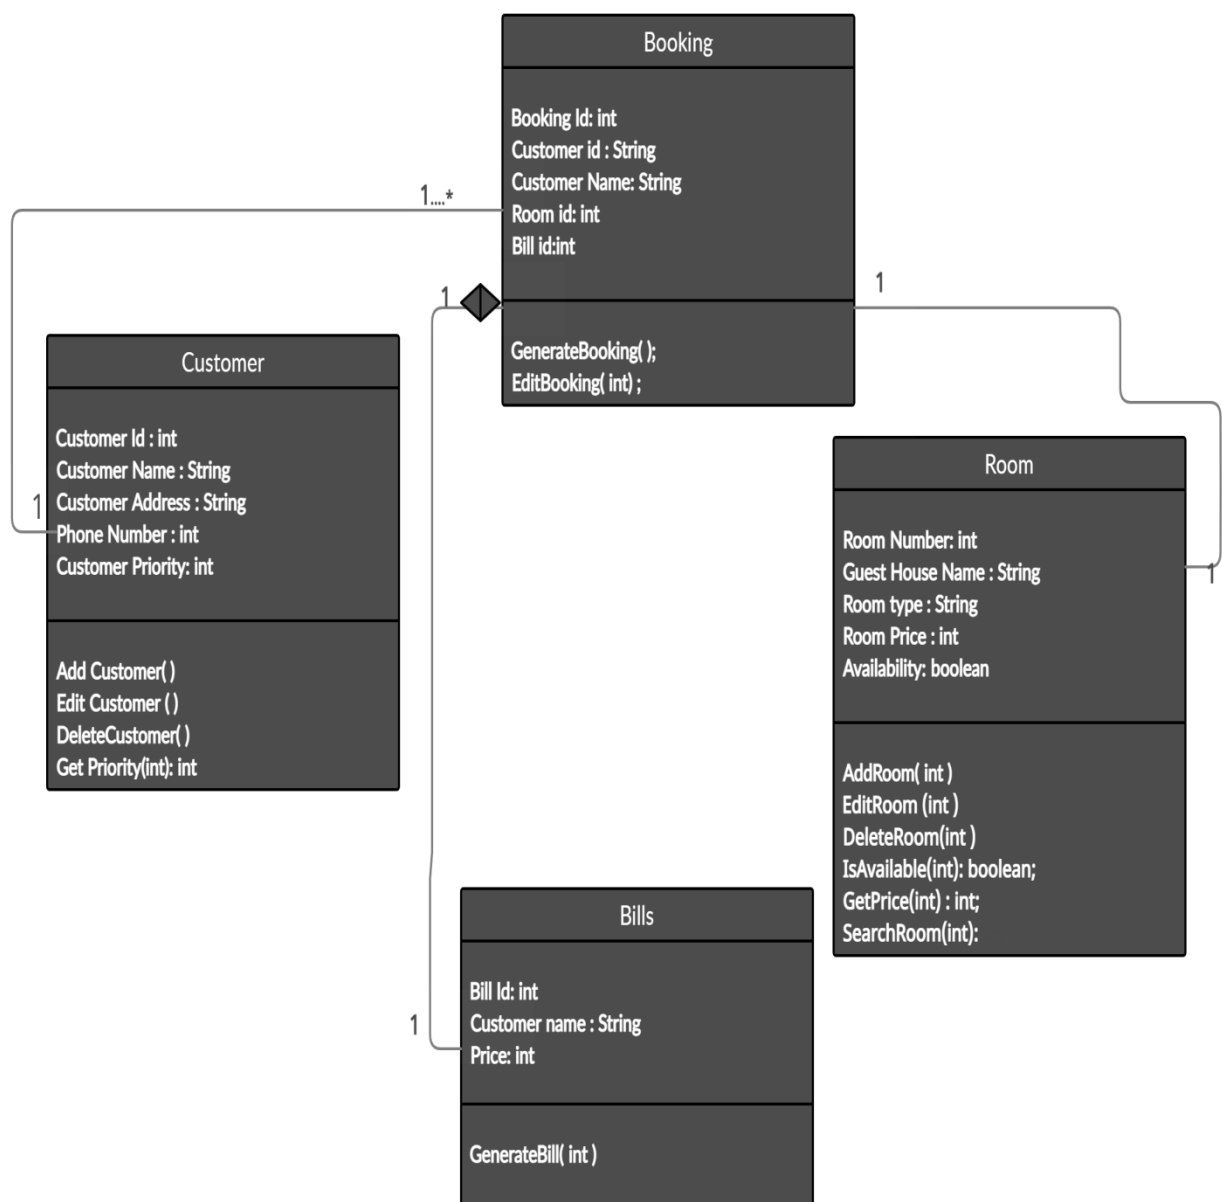 Booking
Booking Id: int
Customer id : String
Customer Name: String
Room id: int
Bill id:int
GenerateBooking( );
EditBooking( int) ;
1....*
1
1
Customer
Customer Id : int
Customer Name : String
Customer Address : String
Phone Number : int
Customer Priority: int
Add Customer( )
Edit Customer ( )
DeleteCustomer( )
Get Priority(int): int
1
Room
Room Number: int
Guest House Name : String
Room type : String
Room Price : int
Availability: boolean
AddRoom( int )
EditRoom (int )
DeleteRoom(int )
IsAvailable(int): boolean;
GetPrice(int) : int;
SearchRoom(int):
1
Bills
Bill Id: int
Customer name : String
Price: int
GenerateBill( int )
1